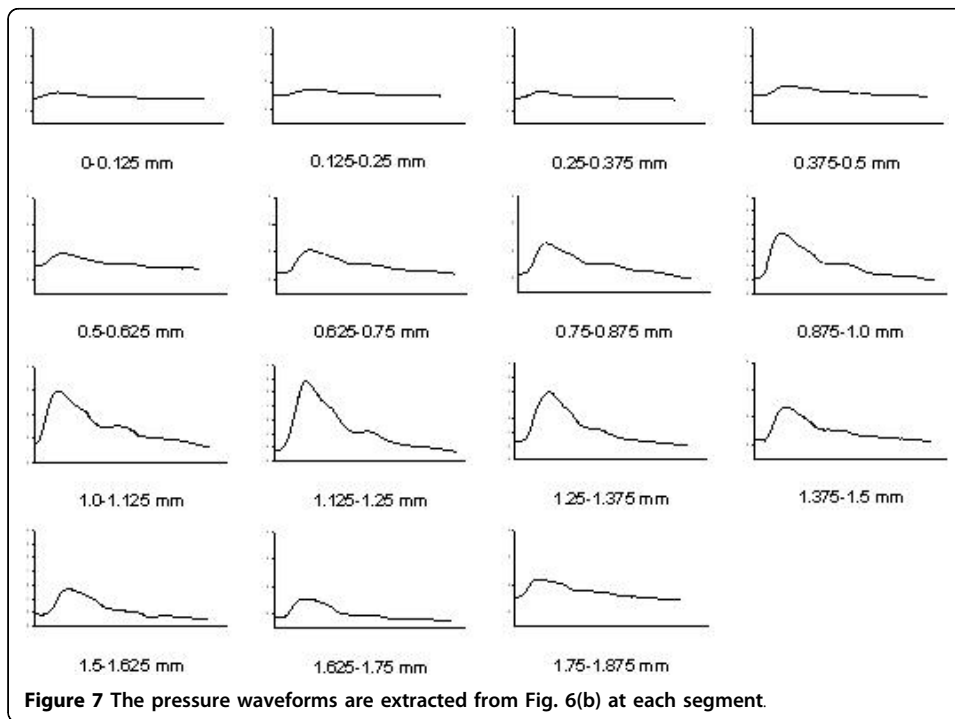 0-0.125 mm
0.125-0.25 mm
0.25-0.375 mm
0.375-0.5 mm
0.5-0.625 mm
0.625-0.75 mm
0.75-0.875 mm
0.875-1.0 mm
1.0-1.125 mm
1.125-1.25 mm
1.25-1.375 mm
1.375-1.5 mm
1.5-1.625 mm
1.625-1.75 mm
1.75-1.875 mm
Figure 7 The pressure waveforms are extracted from Fig. 6(b) at each segment.